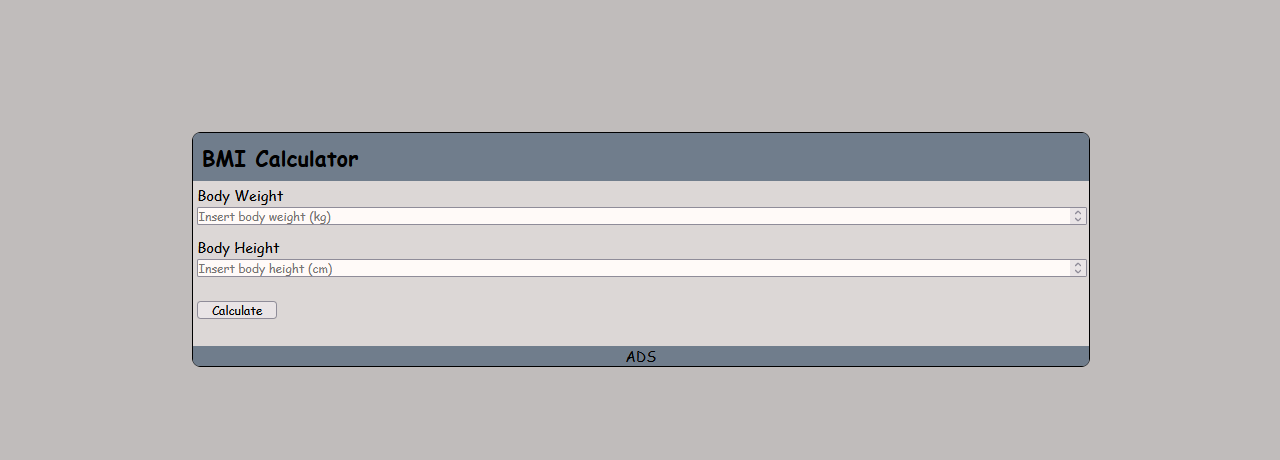 BMI Calculator
Body Weight
Insert body weight (kg)
Body Height
Insert body height (cm)
Calculate
ADS